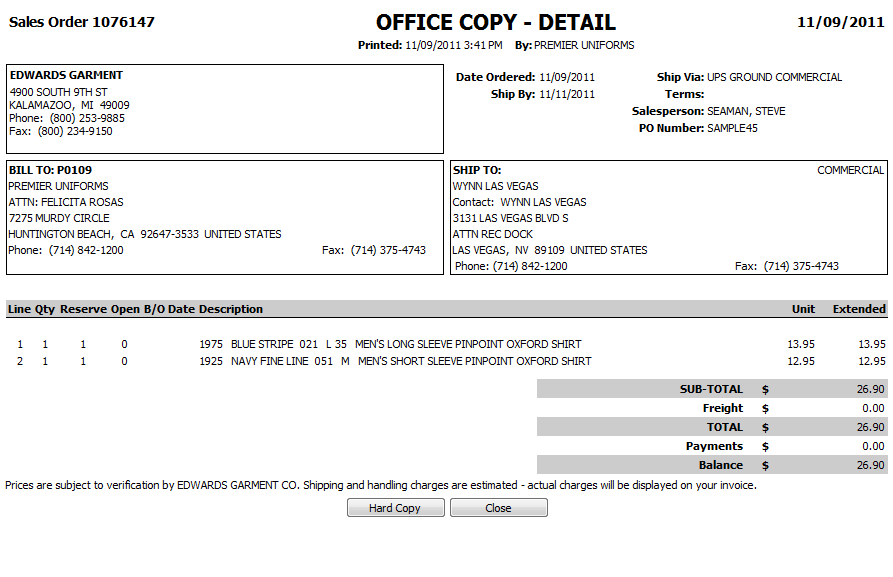 Sales Order 1076147 OFFICE COPY - DETAIL 11/09/2011
Printed: 11/09/2011 3:41 PM By: PREMIER UNIFORMS
EDWARDS GARMENT
4900 SOUTH 9TH ST
KALAMAZOO, MI 49009
Phone: (800) 253-9885
Fax: (800) 234-9150
Date Ordered: 11/09/2011
Ship By: 11/11/2011
Ship Via: UPS GROUND COMMERCIAL
Terms:
Salesperson: SEAMAN, STEVE
PO Number: SAMPLE45
BILL TO: P0109
PREMIER UNIFORMS
ATTN: FELICITA ROSAS
7275 MURDY CIRCLE
HUNTINGTON BEACH, CA 92647-3533 UNITED STATES
Phone: (714) 842-1200 Fax: (714) 375-4743
SHIP TO: COMMERCIAL
WYNN LAS VEGAS
Contact: WYNN LAS VEGAS
3131 LAS VEGAS BLVD S
ATTN REC DOCK
LAS VEGAS, NV 89109 UNITED STATES
Phone: (714) 842-1200 Fax: (714) 375-4743
Line Qty Reserve Open B/O Date Description Unit Extended
1 1 1 0 1975 BLUE STRIPE 021 L 35 MEN'S LONG SLEEVE PINPOINT OXFORD SHIRT 13.95 13.95
2 1 1 0 1925 NAVY FINE LINE 051 M MEN'S SHORT SLEEVE PINPOINT OXFORD SHIRT 12.95 12.95
SUB-TOTAL $ 26.90
Freight $ 0.00
TOTAL $ 26.90
Payments $ 0.00
Balance $ 26.90
Prices are subject to verification by EDWARDS GARMENT CO. Shipping and handling charges are estimated - actual charges will be displayed on your invoice.
Hard Copy Close